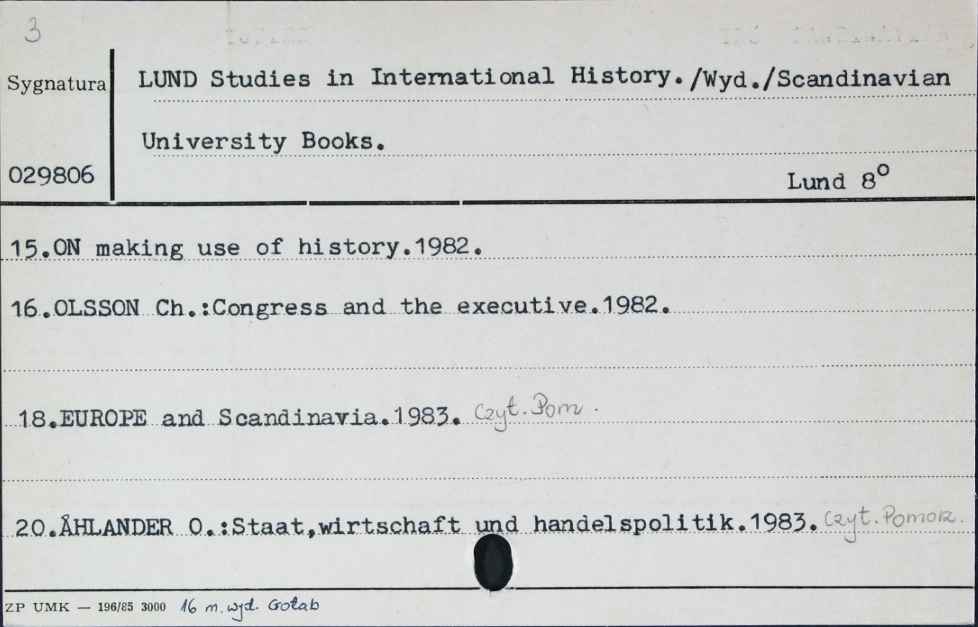 3
Sygnatura LUND Studies in International History./Wyd./Scandinavian
University Books.
029806 Lund 8°
15.ON making use of history.1982.
16.OLSSON Ch.:Congress and the executive.1982.
18.EUROPE and Scandinavia.1983. Czyt. Pom.
20.ÅHLANDER O.:Staat,wirtschaft und handelspolitik.1983. Czyt. Pomor.
ZP UMK — 196/85 3000 16 m. wyd. Gołąb